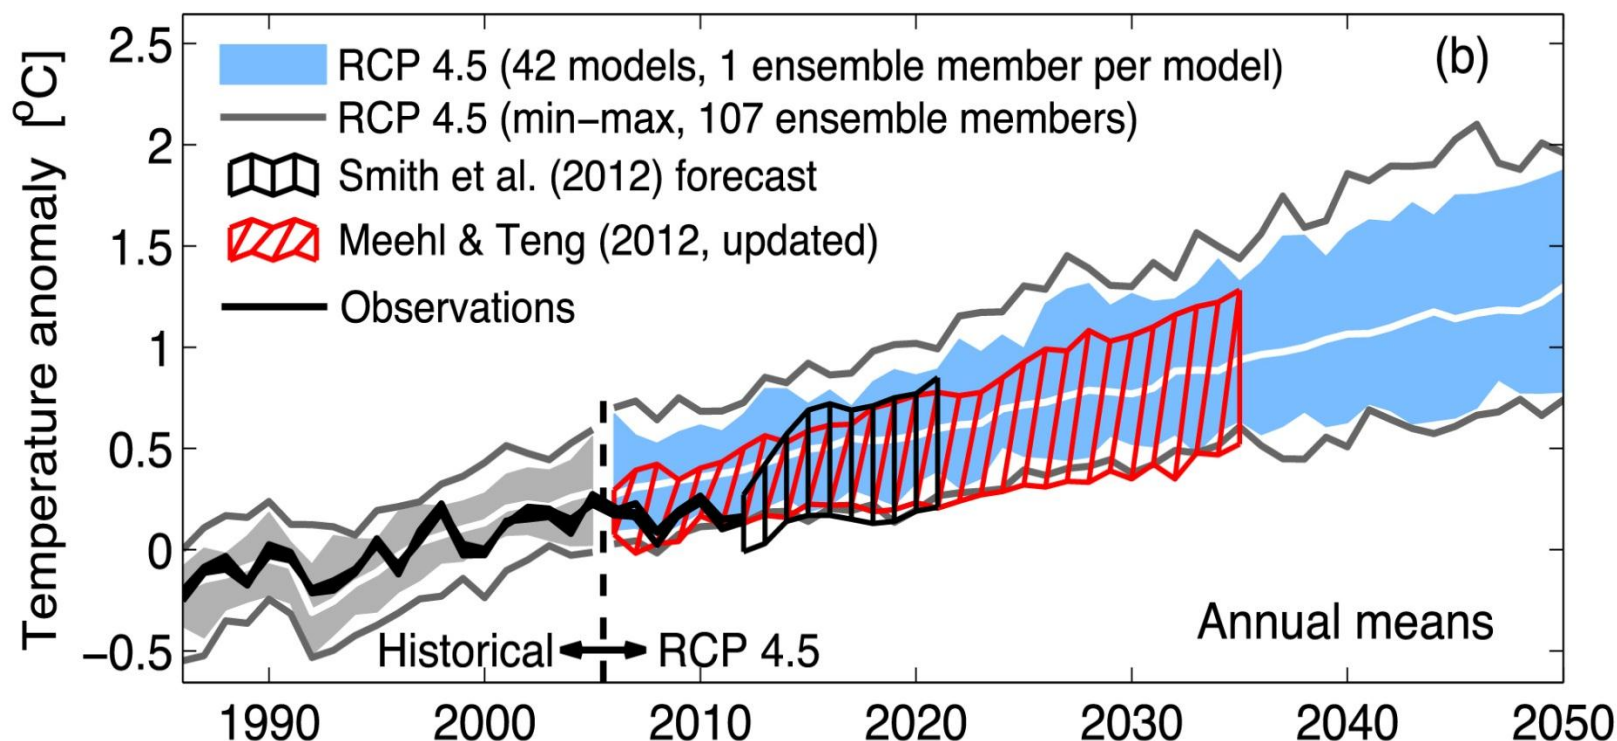 Temperature anomaly [°C]
2.5
2
1.5
1
0.5
0
−0.5
(b)
RCP 4.5 (42 models, 1 ensemble member per model)
RCP 4.5 (min−max, 107 ensemble members)
Smith et al. (2012) forecast
Meehl & Teng (2012, updated)
Observations
Annual means
Historical
RCP 4.5
1990 2000 2010 2020 2030 2040 2050